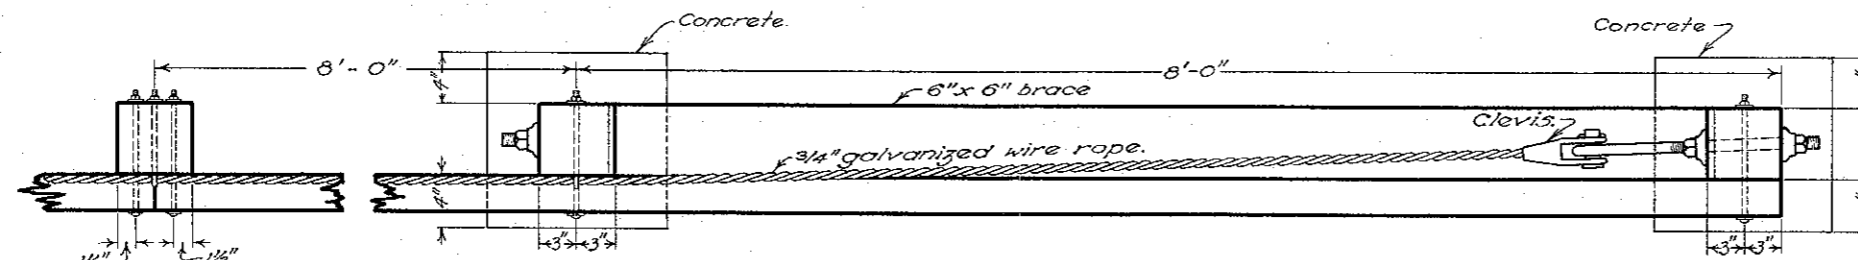 Concrete.
Concrete
8'-0"
4"
8'-0"
6"x 6" brace
Clevis.
3/4" galvanized wire rope.
4"
3"
3"
3"
3"
1½"